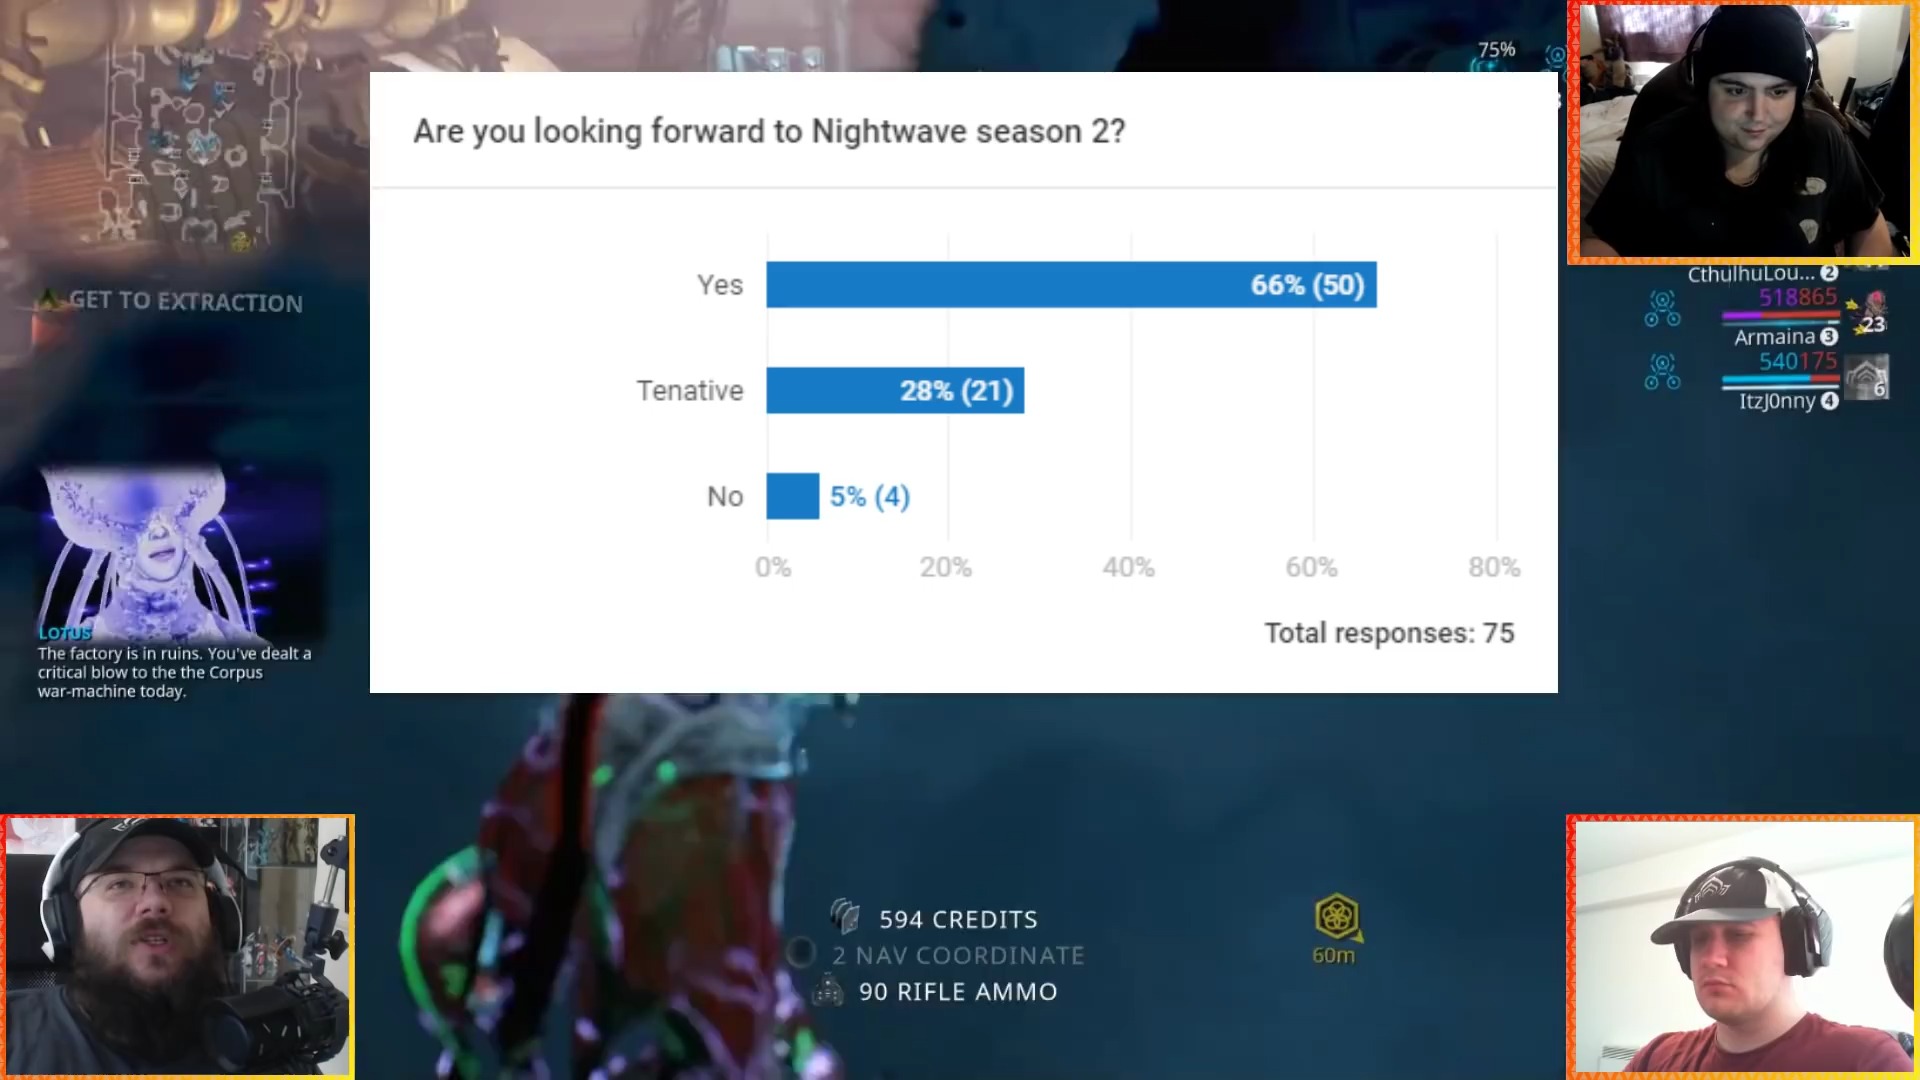 75%
Are you looking forward to Nightwave season 2?
Yes
66% (50)
Tenative
28% (21)
No
5% (4)
0%
20%
40%
60%
80%
Total responses: 75
GET TO EXTRACTION
CthulhuLou... 2
518865
23
Armaina 3
540175
6
ItzJ0nny 4
LOTUS
The factory is in ruins. You've dealt a
critical blow to the the Corpus
war-machine today.
594 CREDITS
2 NAV COORDINATE
90 RIFLE AMMO
60m